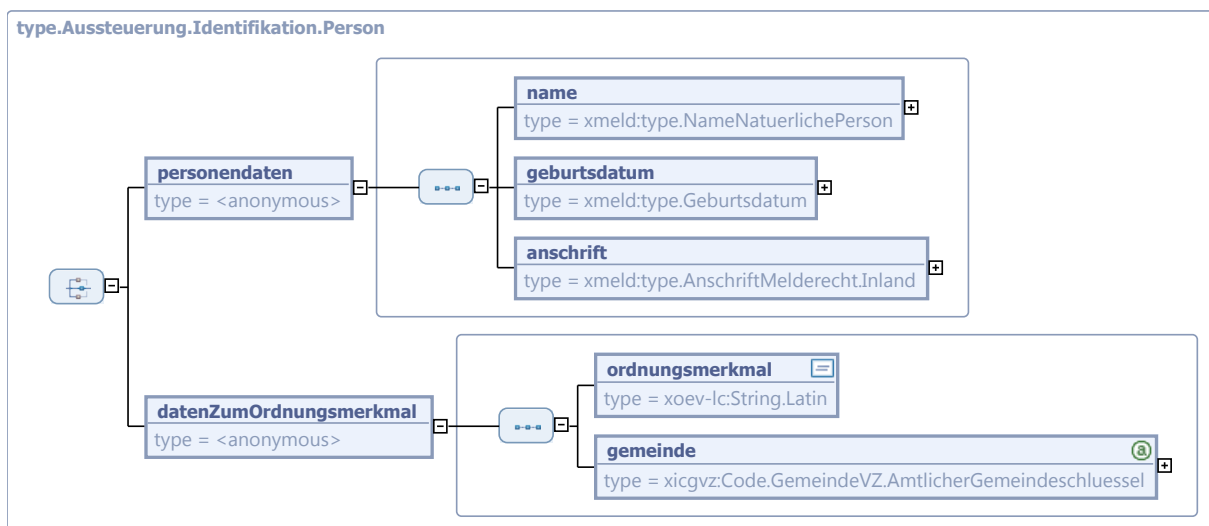 type.Aussteuerung.Identifikation.Person
name
type = xmeld:type.NameNatuerlichePerson
personendaten
type = <anonymous>
geburtsdatum
type = xmeld:type.Geburtsdatum
anschrift
type = xmeld:type.AnschriftMelderecht.Inland
ordnungsmerkmal
type = xoev-lc:String.Latin
datenZumOrdnungsmerkmal
type = <anonymous>
gemeinde
a
type = xicgvz:Code.GemeindeVZ.AmtlicherGemeindeschluessel